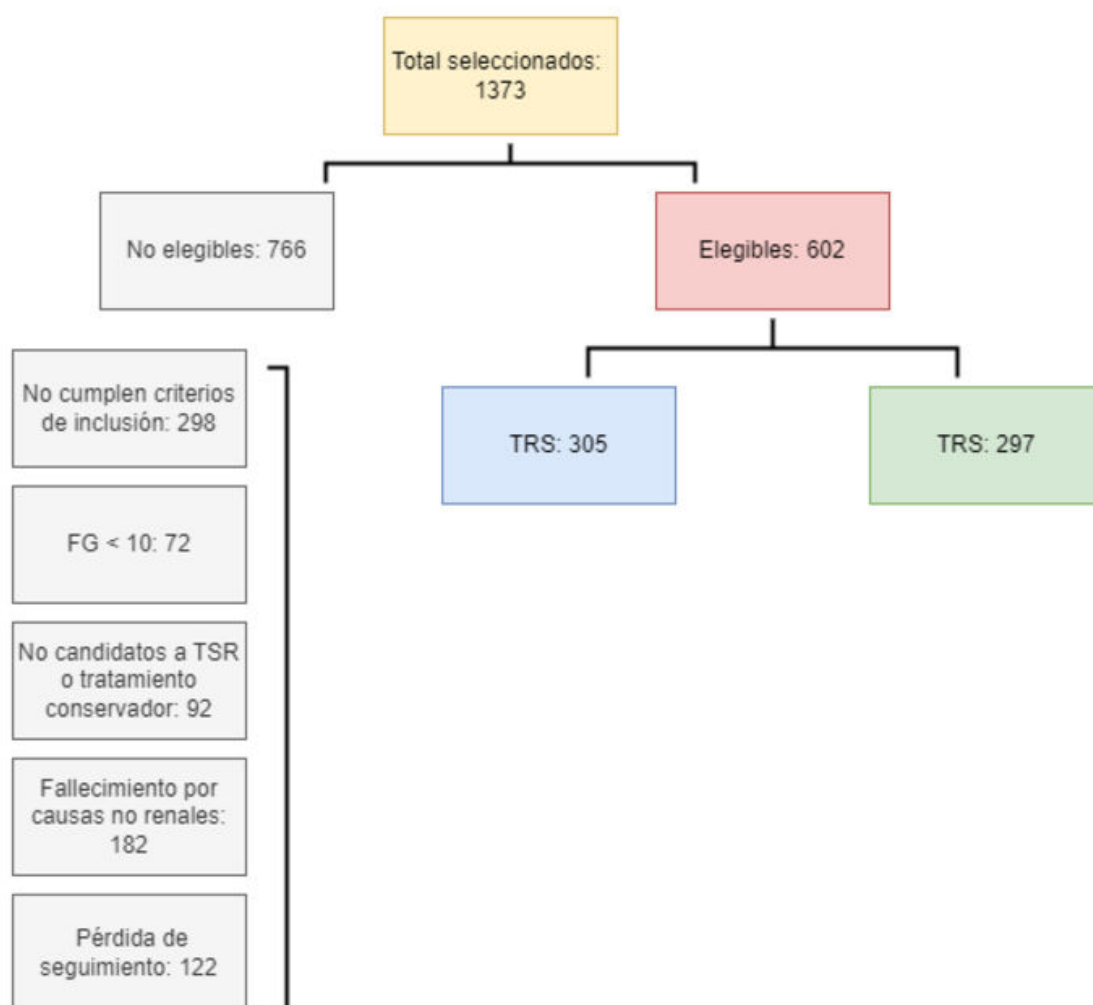 Total seleccionados:
1373
No elegibles: 766
Elegibles: 602
No cumplen criterios
de inclusión: 298
TRS: 305
TRS: 297
FG < 10: 72
No candidatos a TSR
o tratamiento
conservador: 92
Fallecimiento por
causas no renales:
182
Pérdida de
seguimiento: 122